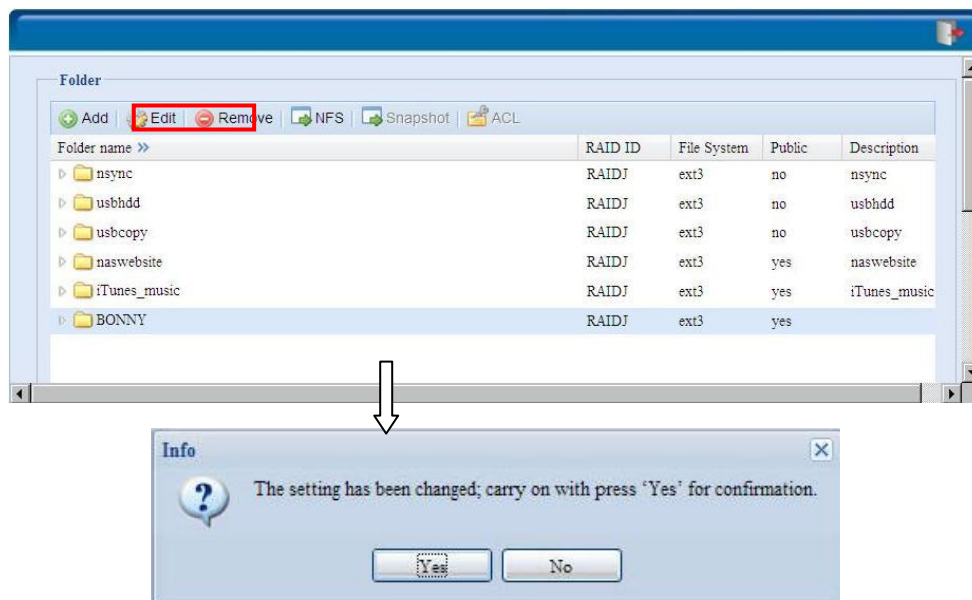 Folder
Add Edit Remove NFS Snapshot ACL
Folder name >> RAID ID File System Public Description
nsync RAIDJ ext3 no nsync
usbhdd RAIDJ ext3 no usbhdd
usbcopy RAIDJ ext3 no usbcopy
naswebsite RAIDJ ext3 yes naswebsite
iTunes_music RAIDJ ext3 yes iTunes_music
BONNY RAIDJ ext3 yes
Info
The setting has been changed; carry on with press ‘Yes’ for confirmation.
Yes No